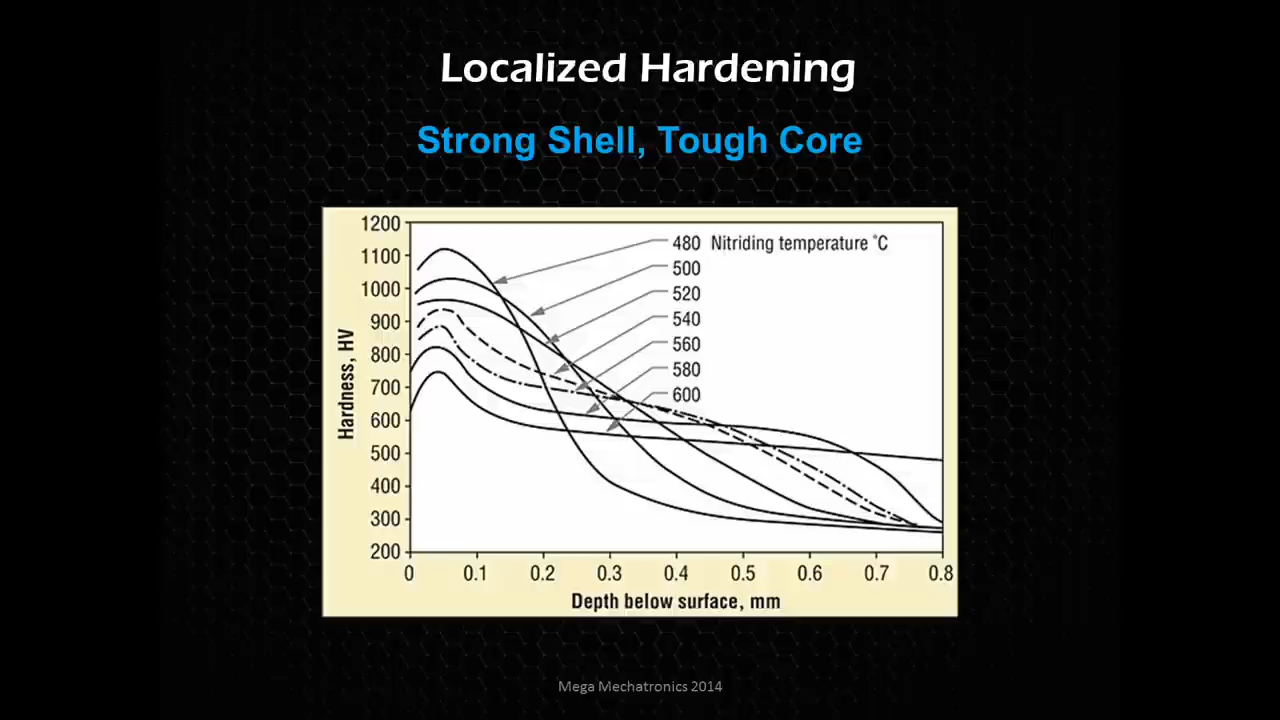 Localized Hardening
Strong Shell, Tough Core
1200
1100
1000
900
800
700
600
500
400
300
200
Hardness, HV
480 Nitriding temperature °C
500
520
540
560
580
600
0 0.1 0.2 0.3 0.4 0.5 0.6 0.7 0.8
Depth below surface, mm
Mega Mechatronics 2014